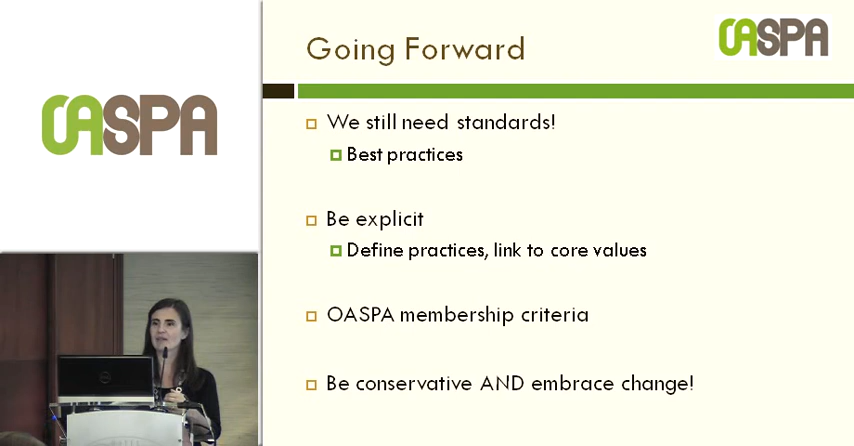 OASPA
Going Forward
OASPA
We still need standards!
Best practices
Be explicit
Define practices, link to core values
OASPA membership criteria
Be conservative AND embrace change!